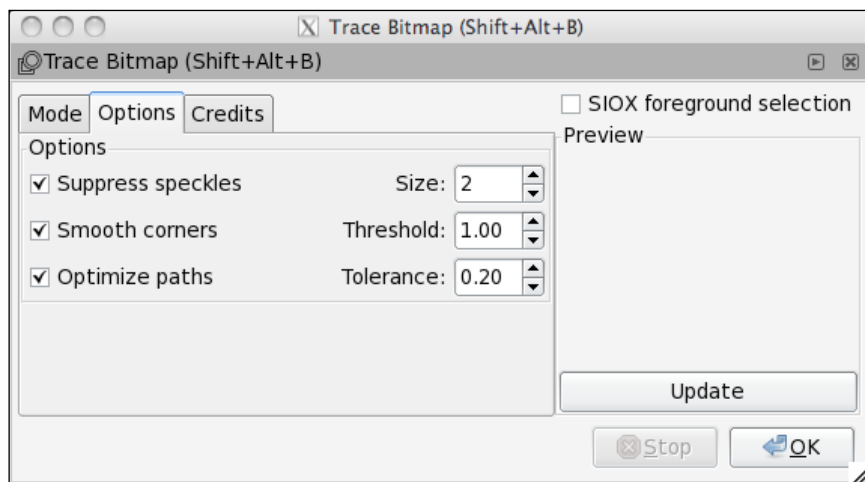 Trace Bitmap (Shift+Alt+B)
Trace Bitmap (Shift+Alt+B)
Mode Options Credits
SIOX foreground selection
Options
Preview
Suppress speckles Size: 2
Smooth corners Threshold: 1.00
Optimize paths Tolerance: 0.20
Update
Stop OK